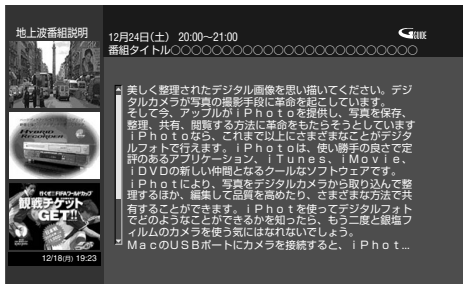 地上波番組説明
12月24日(土) 20:00~21:00
GGUIDE
番組タイトル○○○○○○○○○○○○○○○○○○○○○○○
美しく整理されたデジタル画像を思い描いてください。デジ
タルカメラが写真の撮影手段に革命を起こしています。
そして今、アップルがiPhotoを提供し、写真を保存、
整理、共有、閲覧する方法に革命をもたらそうとしています
iPhotoなら、これまで以上にさまざまなことがデジタ
ルフォトで行えます。iPhotoは、使い勝手の良さで定
評のあるアプリケーション、iTunes、iMovie、
iDVDの新しい仲間となるクールなソフトウェアです。
iPhotoにより、写真をデジタルカメラから取り込んで整
理するほか、編集して品質を高めたり、さまざまな方法で共
有することができます。iPhotoを使ってデジタルフォト
でどのようなことができるかを知ったら、もう二度と銀塩フ
ィルムのカメラを使う気にはなれないでしょう。
MacのUSBポートにカメラを接続すると、iPhot…
HYBRID
RECORDER
行くぞ!FIFAワールドカップ
観戦チケット
GET!!
12/18(月) 19:23